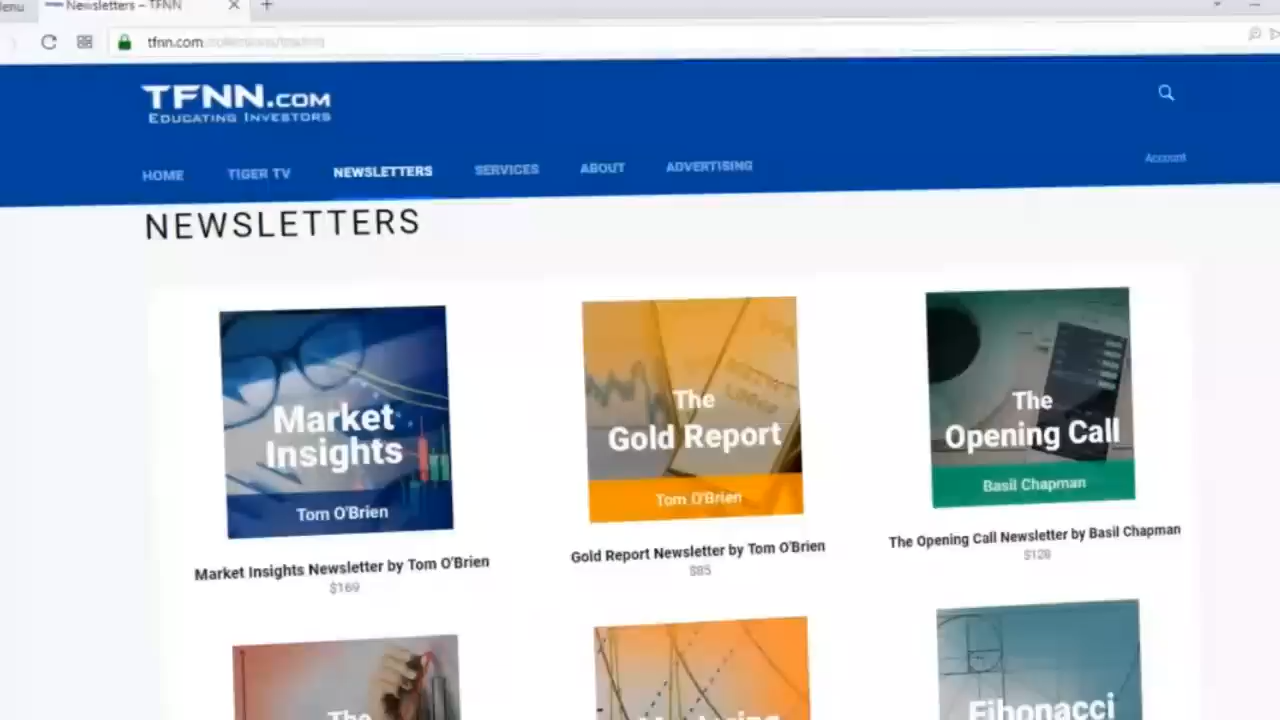 enu
Newsletters – TFNN
tfnn.com
TFNN.COM
EDUCATING INVESTORS
HOME TIGER TV NEWSLETTERS SERVICES ABOUT ADVERTISING
Account
NEWSLETTERS
Market
Insights
Tom O'Brien
Market Insights Newsletter by Tom O'Brien
$169
The
Gold Report
Tom O'Brien
Gold Report Newsletter by Tom O'Brien
$85
The
Opening Call
Basil Chapman
The Opening Call Newsletter by Basil Chapman
$128
The
Fibonacci